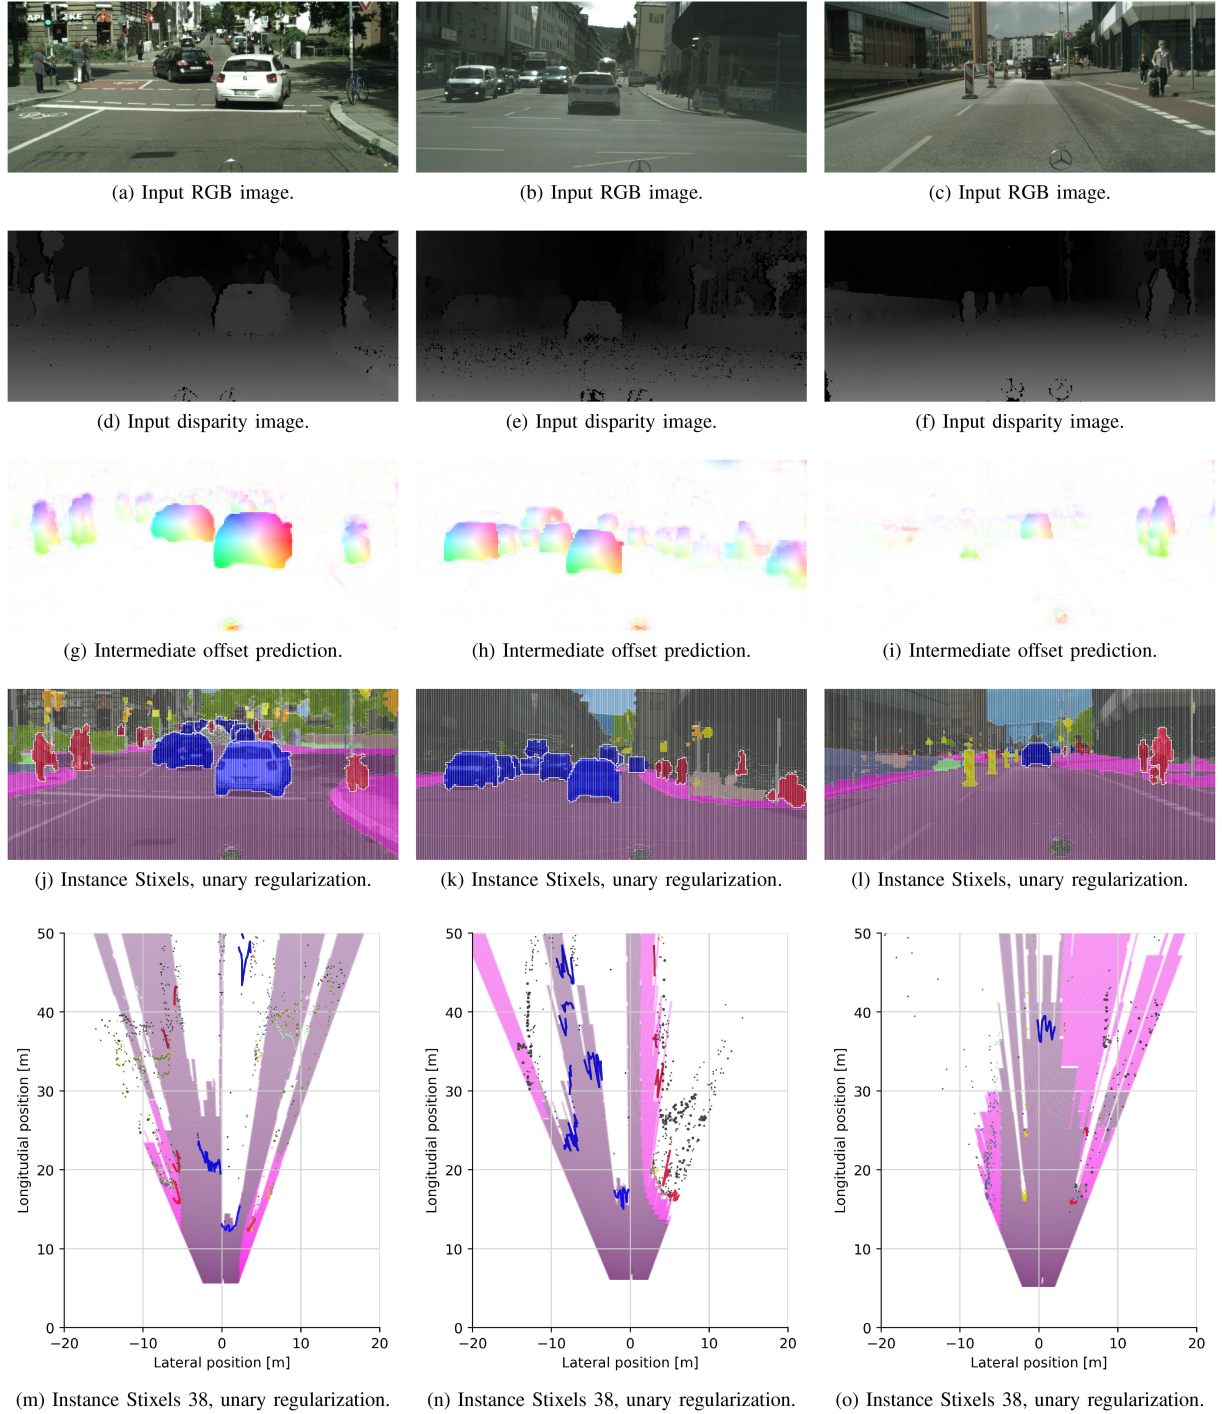 APOTHEKE
(a) Input RGB image.
(b) Input RGB image.
(c) Input RGB image.
(d) Input disparity image.
(e) Input disparity image.
(f) Input disparity image.
(g) Intermediate offset prediction.
(h) Intermediate offset prediction.
(i) Intermediate offset prediction.
(j) Instance Stixels, unary regularization.
(k) Instance Stixels, unary regularization.
(l) Instance Stixels, unary regularization.
50
40
30
20
10
0
Longitudial position [m]
−20 −10 0 10 20
Lateral position [m]
50
40
30
20
10
0
Longitudial position [m]
−20 −10 0 10 20
Lateral position [m]
50
40
30
20
10
0
Longitudial position [m]
−20 −10 0 10 20
Lateral position [m]
(m) Instance Stixels 38, unary regularization.
(n) Instance Stixels 38, unary regularization.
(o) Instance Stixels 38, unary regularization.